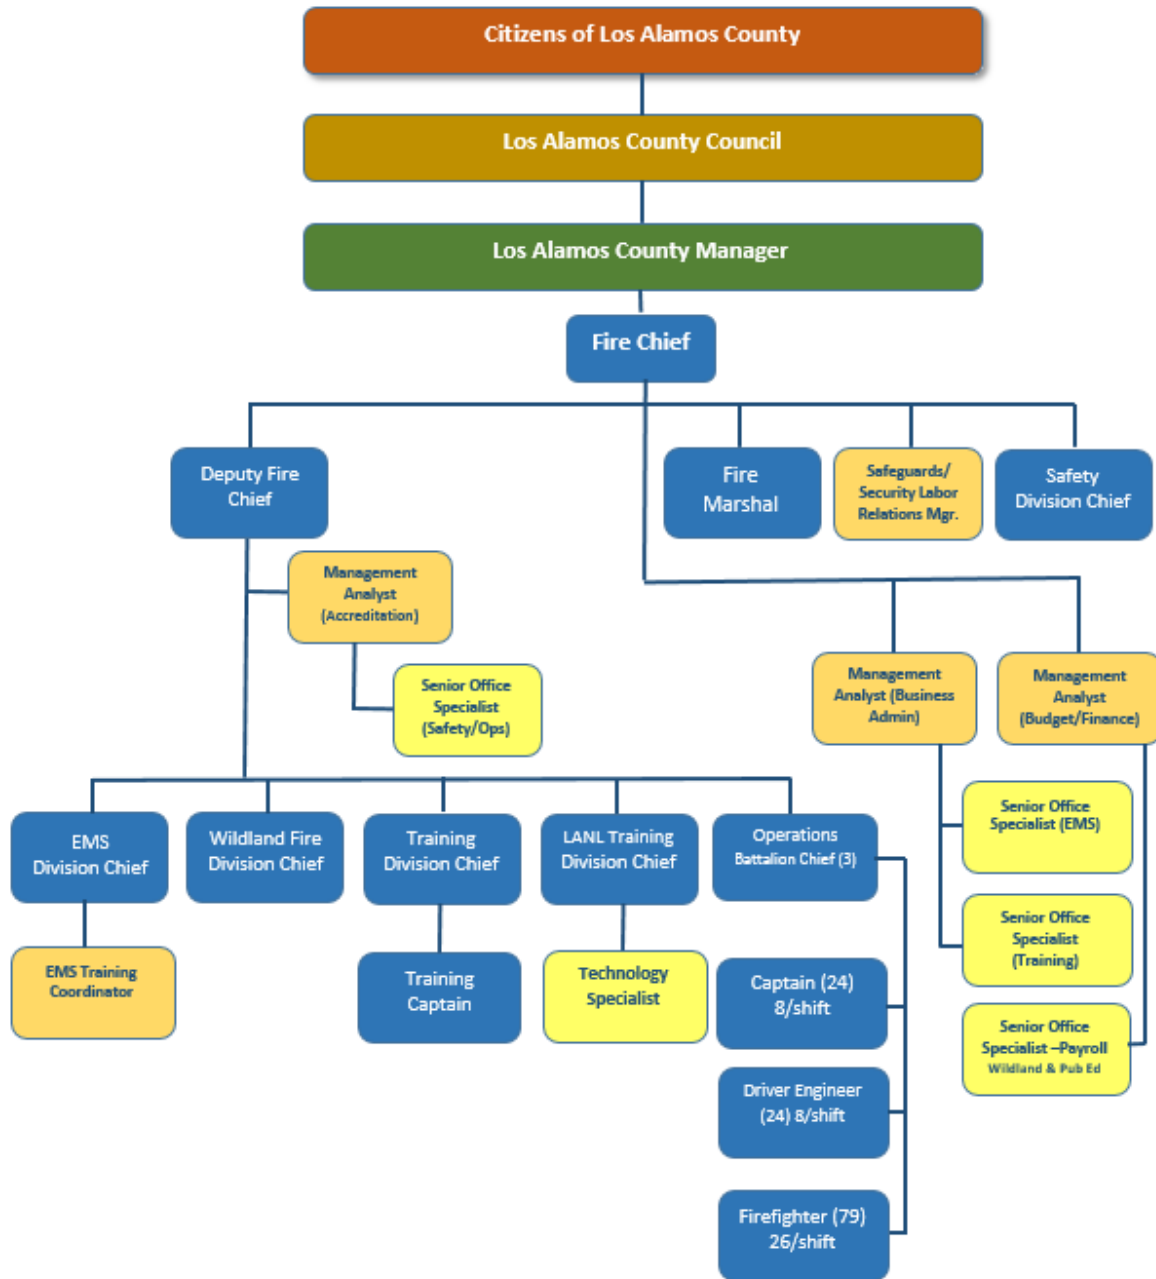 Citizens of Los Alamos County
Los Alamos County Council
Los Alamos County Manager
Fire Chief
Deputy Fire
Chief
Fire
Marshal
Safeguards/
Security Labor
Relations Mgr.
Safety
Division Chief
Management
Analyst
(Accreditation)
Senior Office
Specialist
(Safety/Ops)
Management
Analyst (Business
Admin)
Management
Analyst
(Budget/Finance)
EMS
Division Chief
Wildland Fire
Division Chief
Training
Division Chief
LANL Training
Division Chief
Operations
Battalion Chief (3)
Senior Office
Specialist (EMS)
EMS Training
Coordinator
Training
Captain
Technology
Specialist
Captain (24)
8/shift
Senior Office
Specialist
(Training)
Senior Office
Specialist –Payroll
Wildland & Pub Ed
Driver Engineer
(24) 8/shift
Firefighter (79)
26/shift